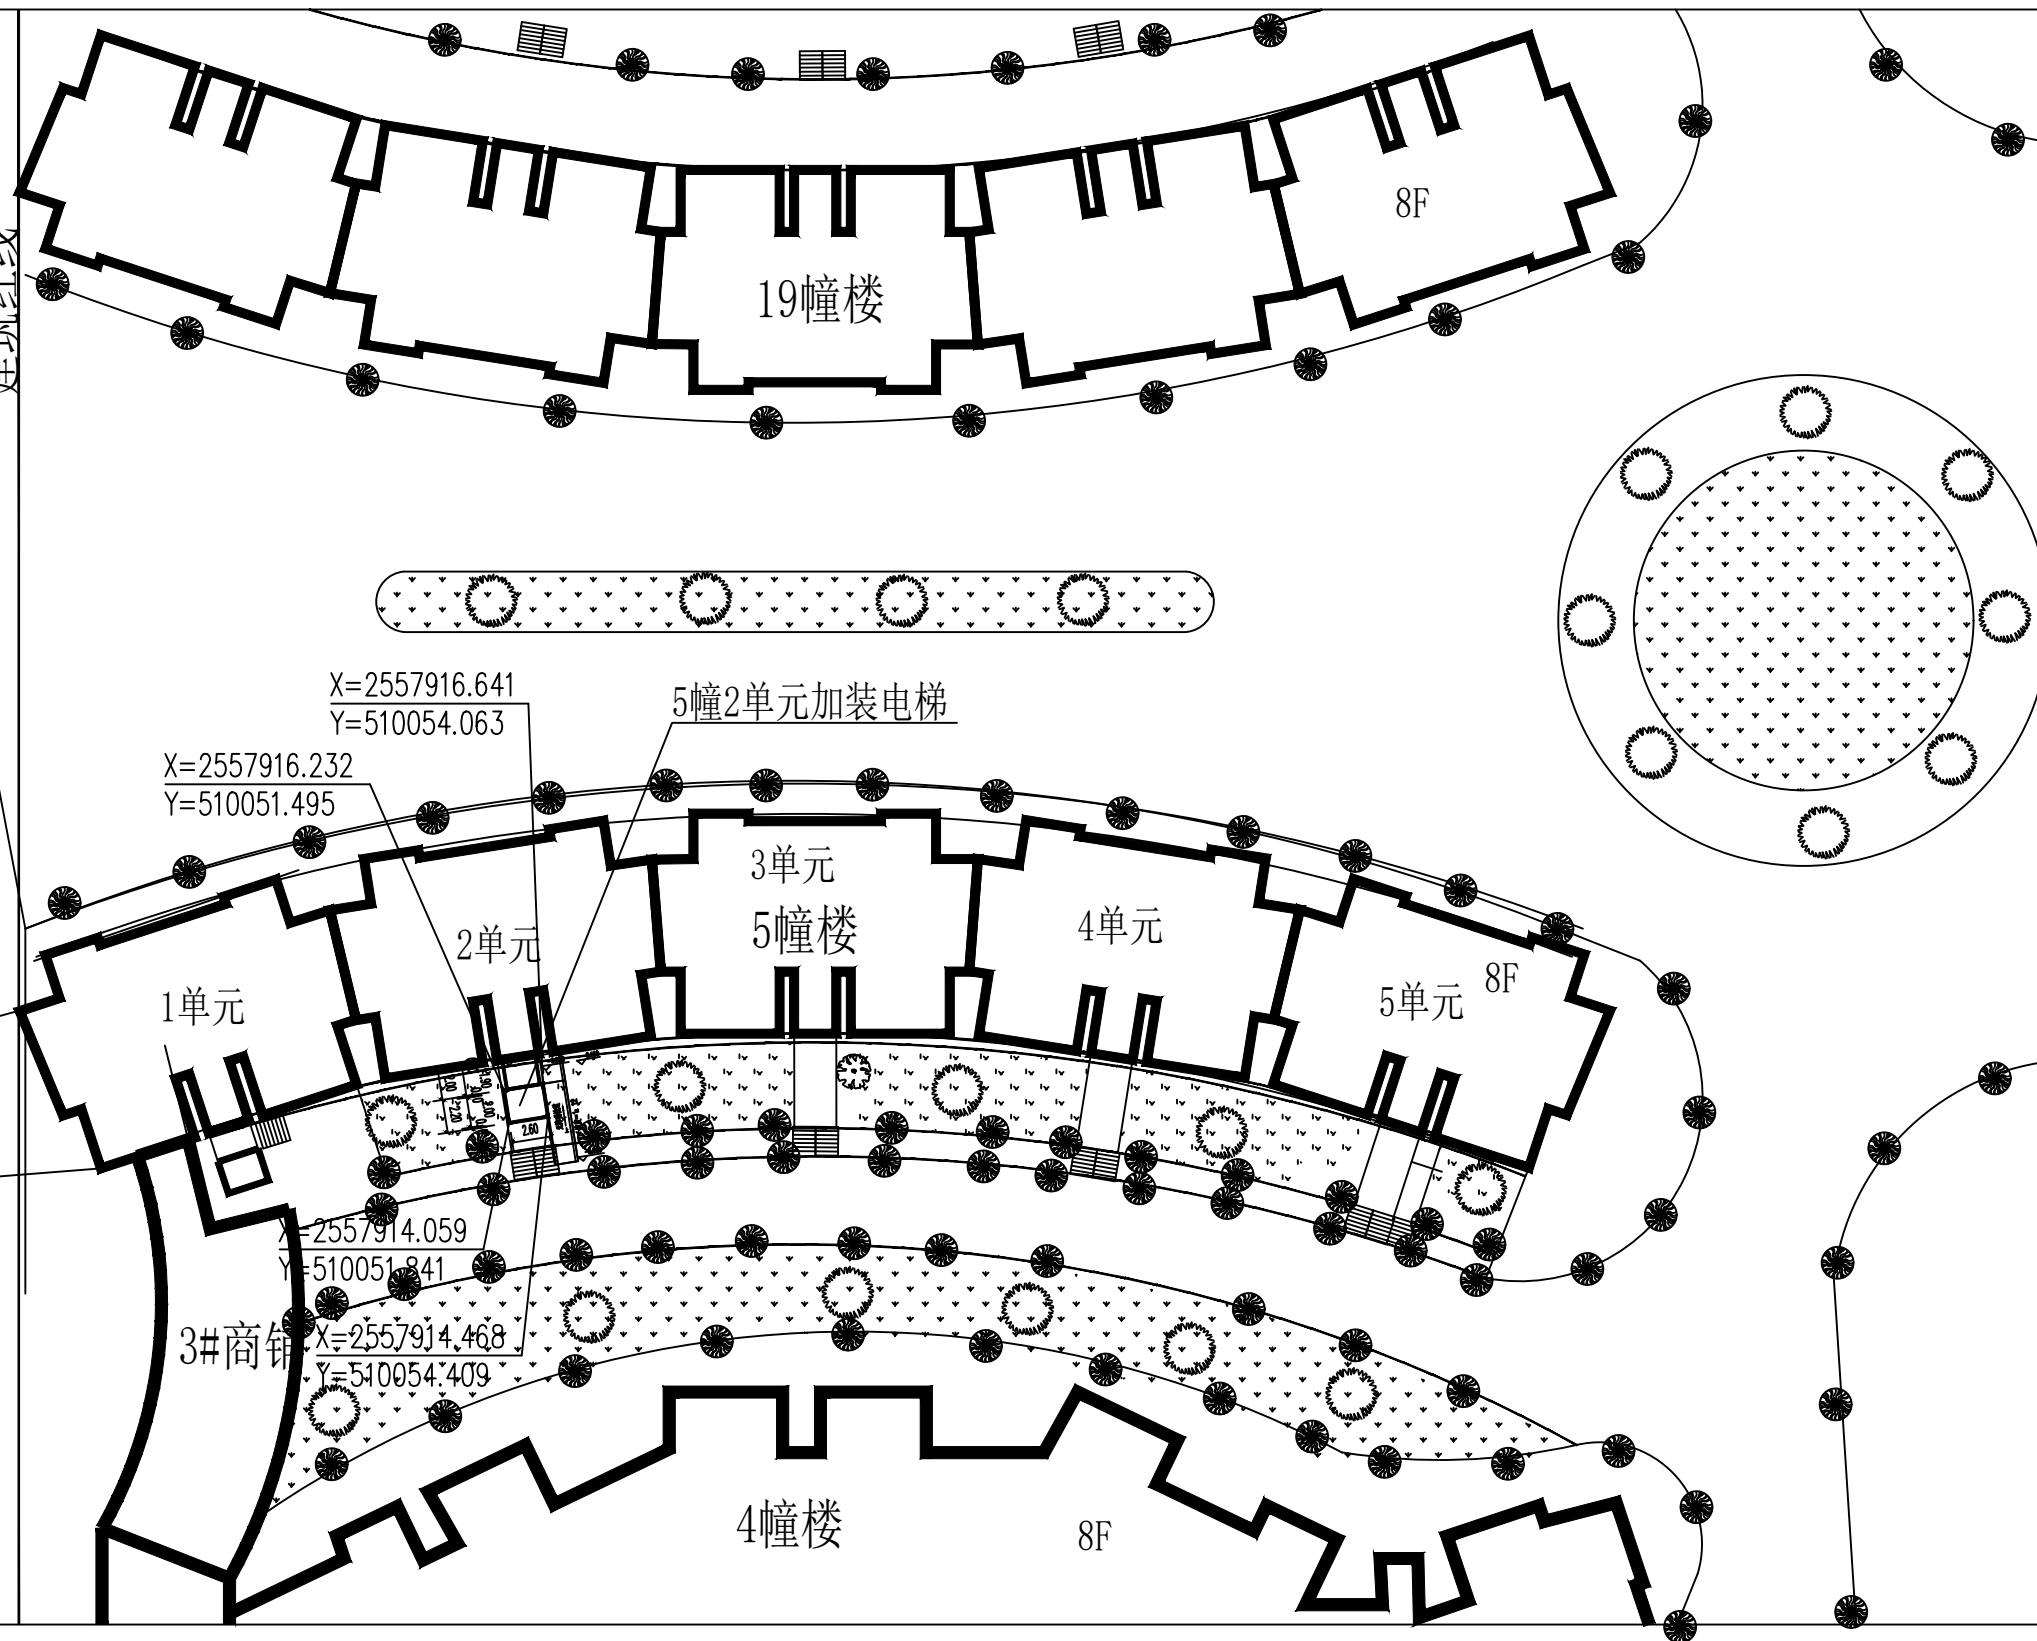 8F
19幢楼
X=2557916.641
Y=510054.063
5幢2单元加装电梯
X=2557916.232
Y=510051.495
3单元
5幢楼
2单元
4单元
8F
5单元
1单元
2.60
X=2557914.059
Y=510051.841
3#商铺
X=2557914.468
Y=510054.409
4幢楼
8F